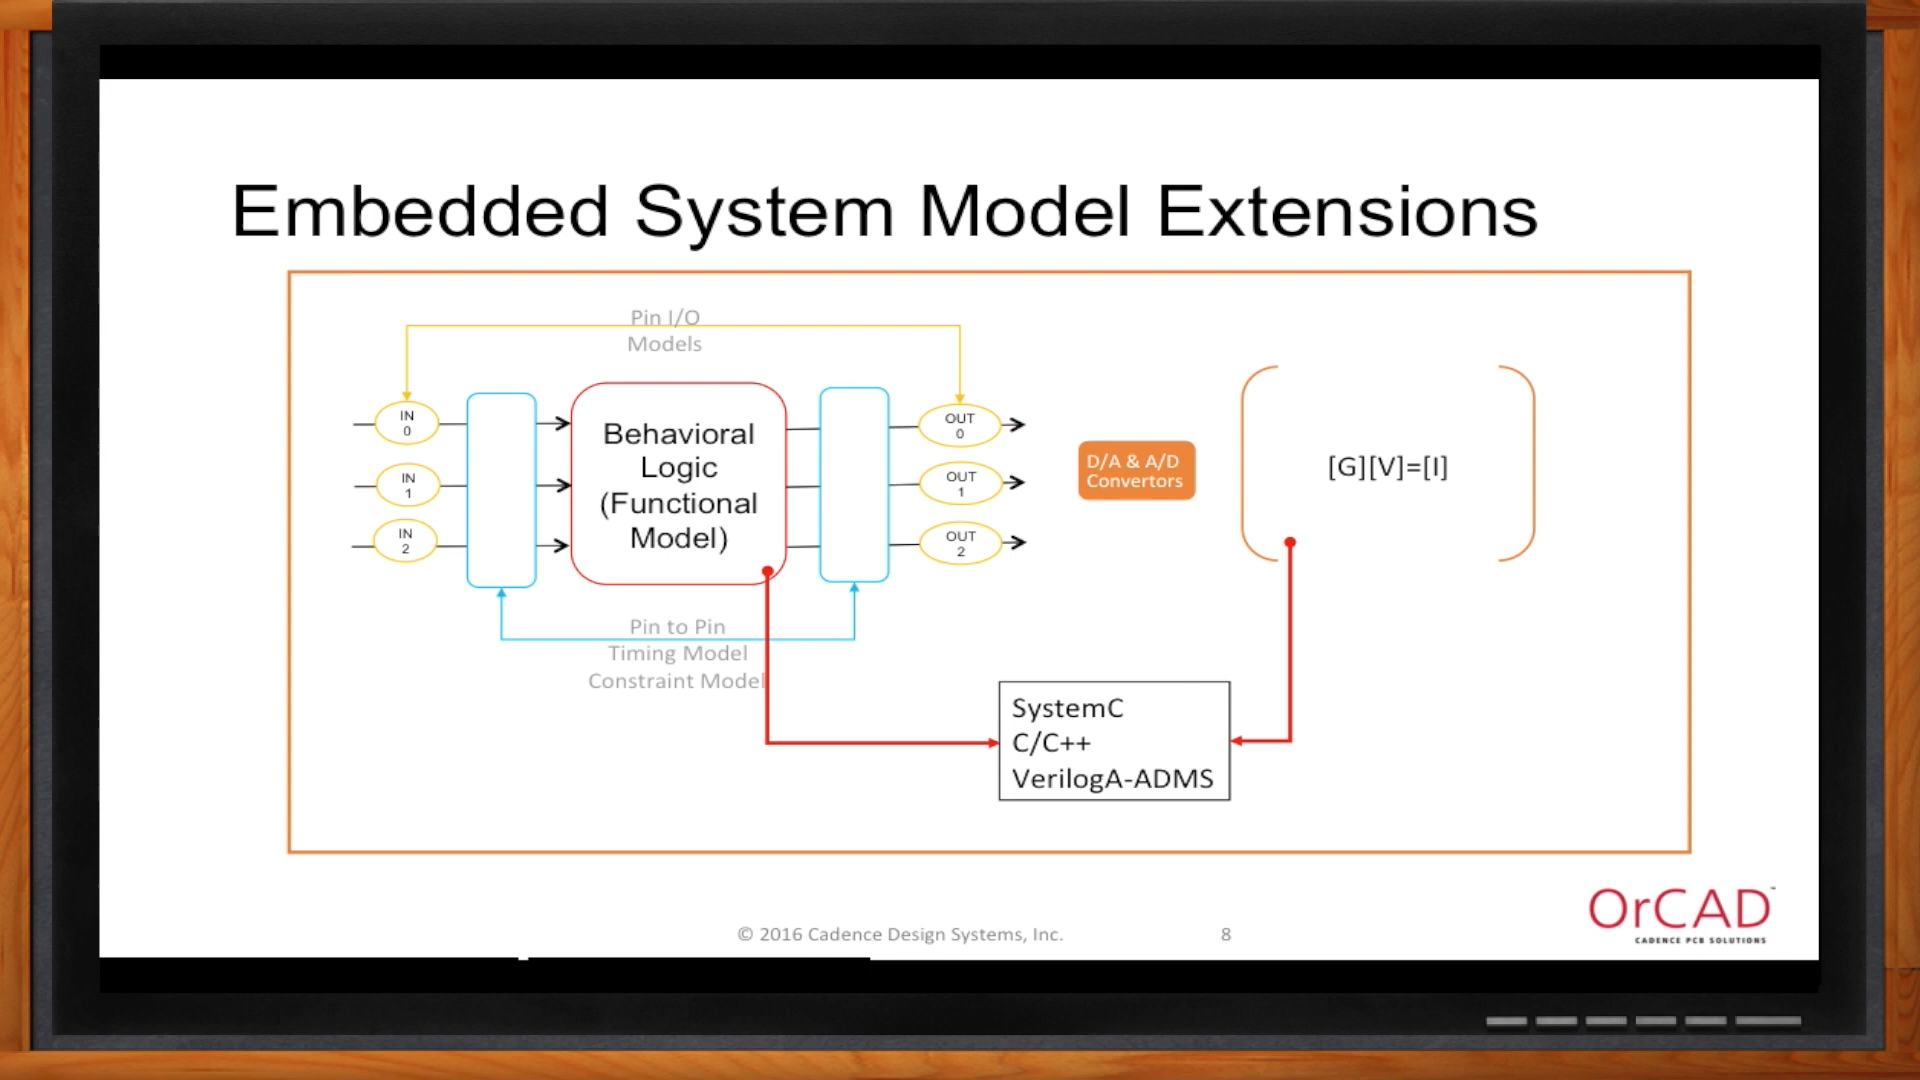 Embedded System Model Extensions
Pin I/O
Models
IN
0
IN
1
IN
2
Behavioral
Logic
(Functional
Model)
OUT
0
OUT
1
OUT
2
D/A & A/D
Convertors
[G][V]=[I]
Pin to Pin
Timing Model
Constraint Model
SystemC
C/C++
VerilogA-ADMS
© 2016 Cadence Design Systems, Inc.
8
OrCAD™
CADENCE PCB SOLUTIONS